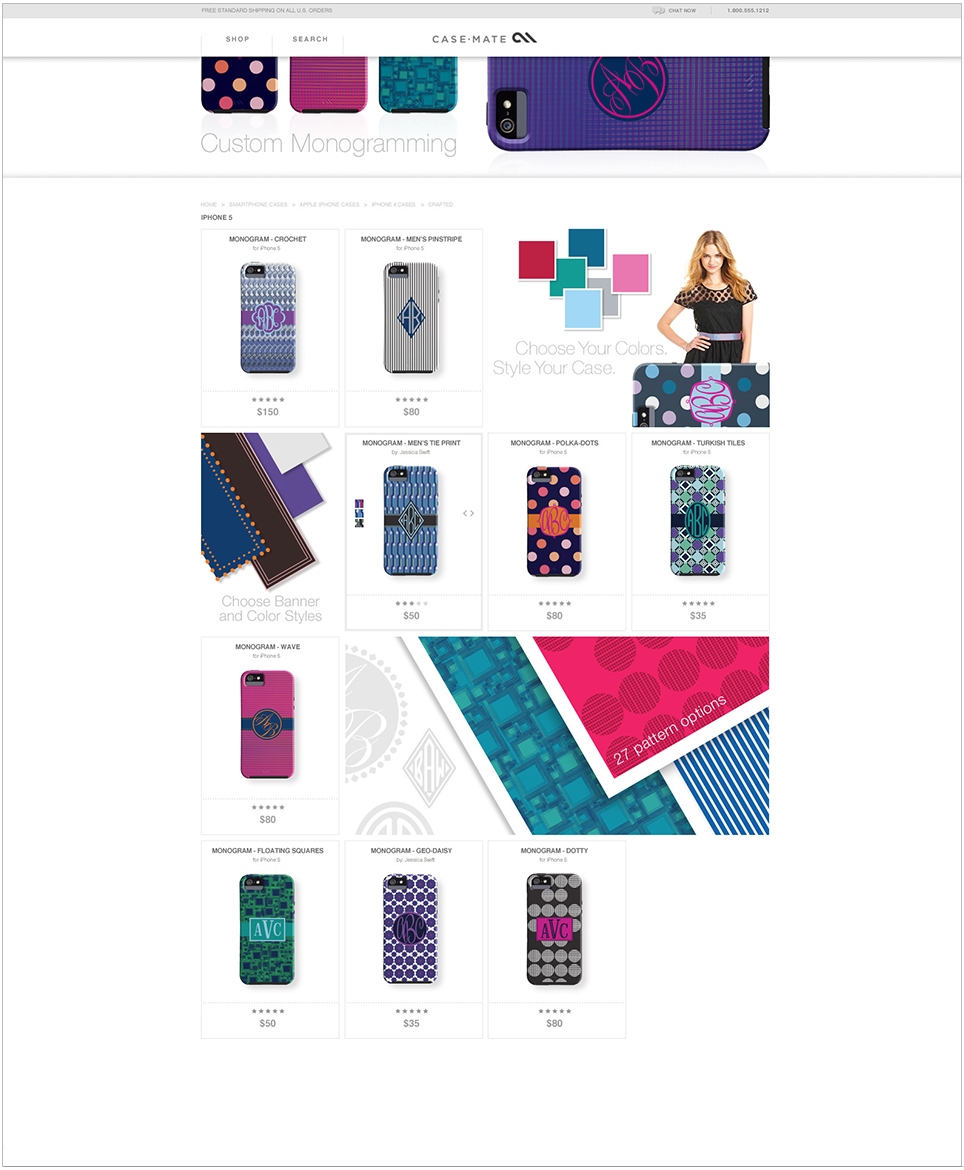 FREE STANDARD SHIPPING ON ALL U.S. ORDERS
CHAT NOW
1.800.555.1212
SHOP
SEARCH
CASE·MATE
Custom Monogramming
HOME » SMARTPHONE CASES » APPLE IPHONE CASES » IPHONE 4 CASES » CRAFTED
IPHONE 5
MONOGRAM - CROCHET
for iPhone 5
ABC
$150
MONOGRAM - MEN'S PINSTRIPE
for iPhone 5
$80
Choose Your Colors.
Style Your Case.
ABC
Choose Banner
and Color Styles
MONOGRAM - MEN'S TIE PRINT
by: Jessica Swift
$50
MONOGRAM - POLKA-DOTS
for iPhone 5
ABC
$80
MONOGRAM - TURKISH TILES
for iPhone 5
ABC
$35
MONOGRAM - WAVE
for iPhone 5
$80
BAW
27 pattern options
MONOGRAM - FLOATING SQUARES
for iPhone 5
AVC
$50
MONOGRAM - GEO-DAISY
by: Jessica Swift
ABC
$35
MONOGRAM - DOTTY
for iPhone 5
AVC
$80